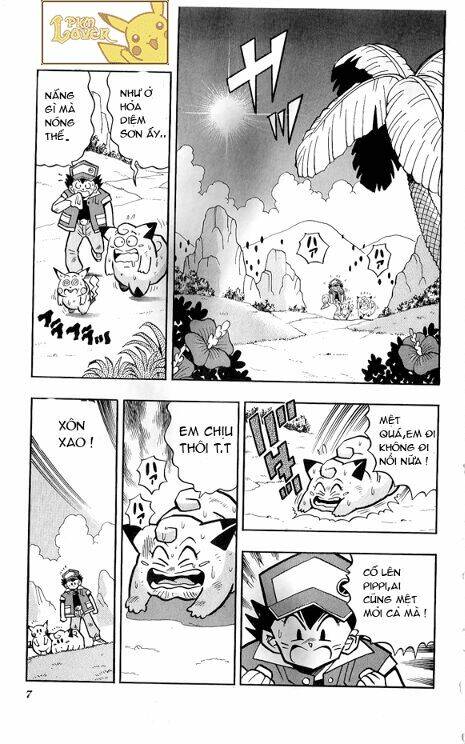 PKM
LOVER
NHƯ Ở
HỎA
DIỆM
SƠN ẤY..
NẮNG
GÌ MÀ
NÓNG
THẾ..
MỆT
QUÁ,EM ĐI
KHÔNG ĐI
NỔI NỮA !
EM CHỊU
THÔI T.T
XÔN
XAO !
CỐ LÊN
PIPPI,AI
CŨNG MỆT
MỎI CẢ MÀ !
7